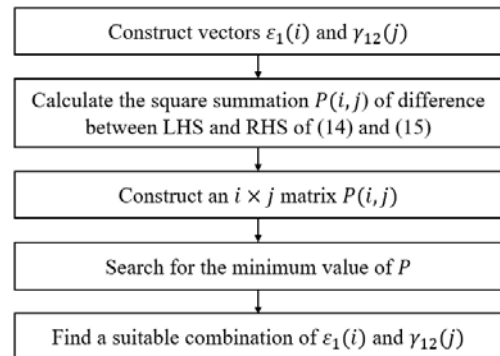 Construct vectors 𝜀₁(𝑖) and 𝛾₁₂(𝑗)
Calculate the square summation 𝑃(𝑖, 𝑗) of difference
between LHS and RHS of (14) and (15)
Construct an 𝑖 × 𝑗 matrix 𝑃(𝑖, 𝑗)
Search for the minimum value of 𝑃
Find a suitable combination of 𝜀₁(𝑖) and 𝛾₁₂(𝑗)